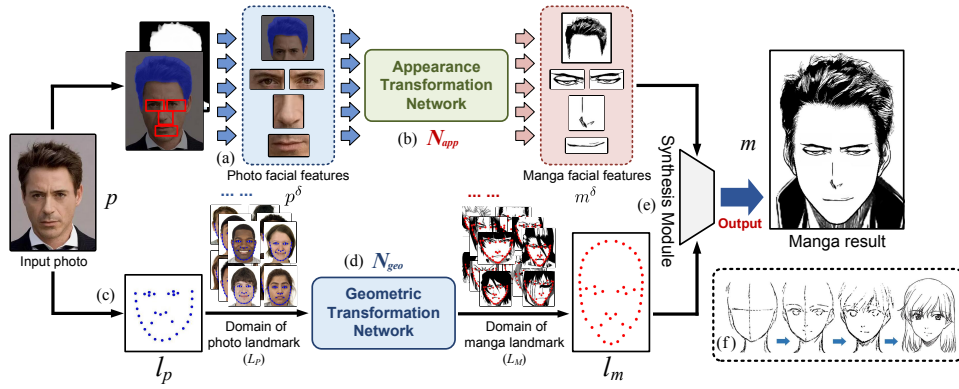 (a)
Photo facial features
p^δ
Appearance
Transformation
Network
(b) N_app
Manga facial features
m^δ
(e)
Synthesis Module
Output
m
Manga result
p
Input photo
(c)
l_p
Domain of
photo landmark
(L_P)
(d) N_geo
Geometric
Transformation
Network
Domain of
manga landmark
(L_M)
l_m
(f)